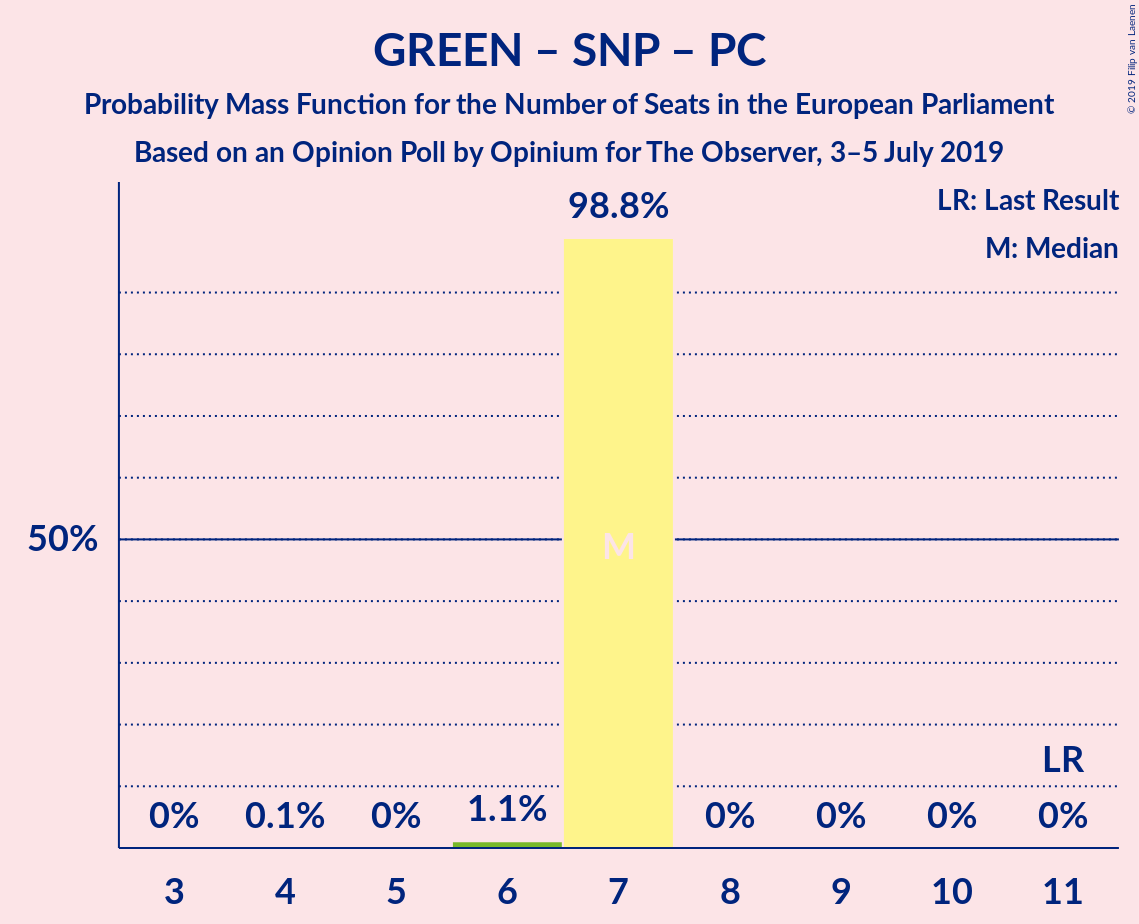 GREEN – SNP – PC
Probability Mass Function for the Number of Seats in the European Parliament
Based on an Opinion Poll by Opinium for The Observer, 3–5 July 2019
© 2019 Filip van Laenen
LR: Last Result
M: Median
98.8%
50%
M
LR
0% 0.1% 0% 1.1% 0% 0% 0% 0%
3 4 5 6 7 8 9 10 11